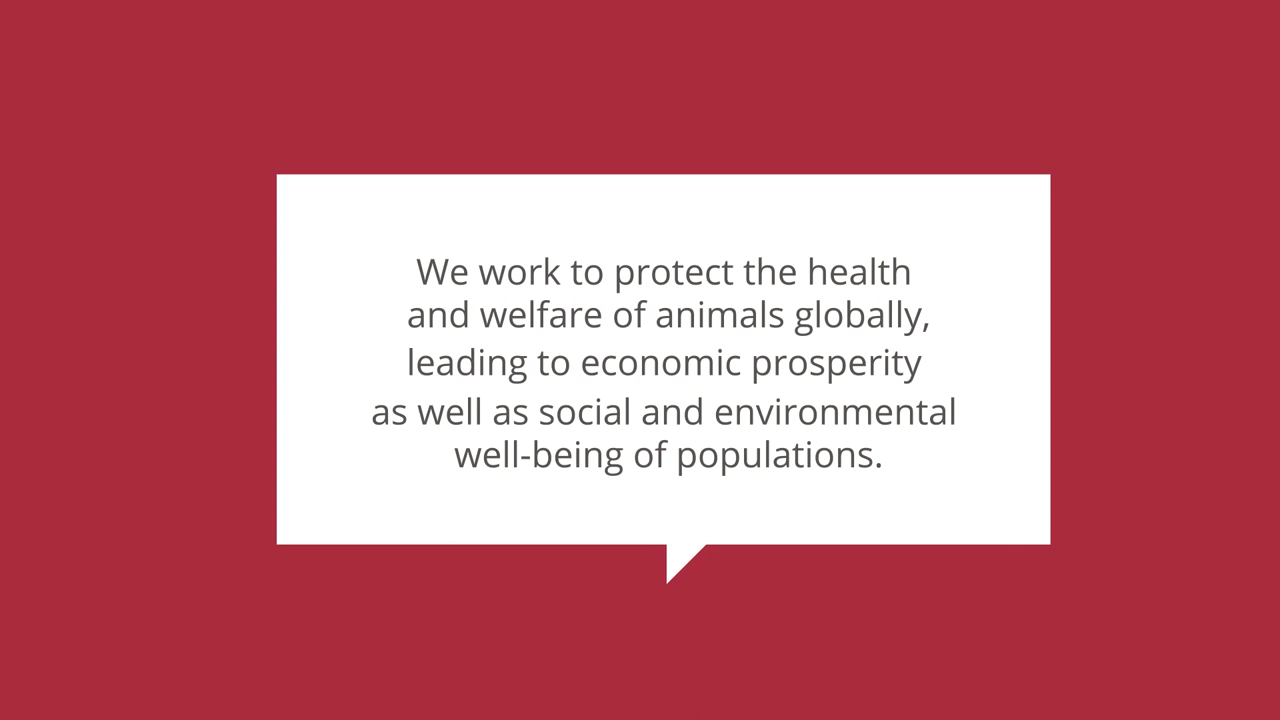 We work to protect the health
and welfare of animals globally,
leading to economic prosperity
as well as social and environmental
well-being of populations.